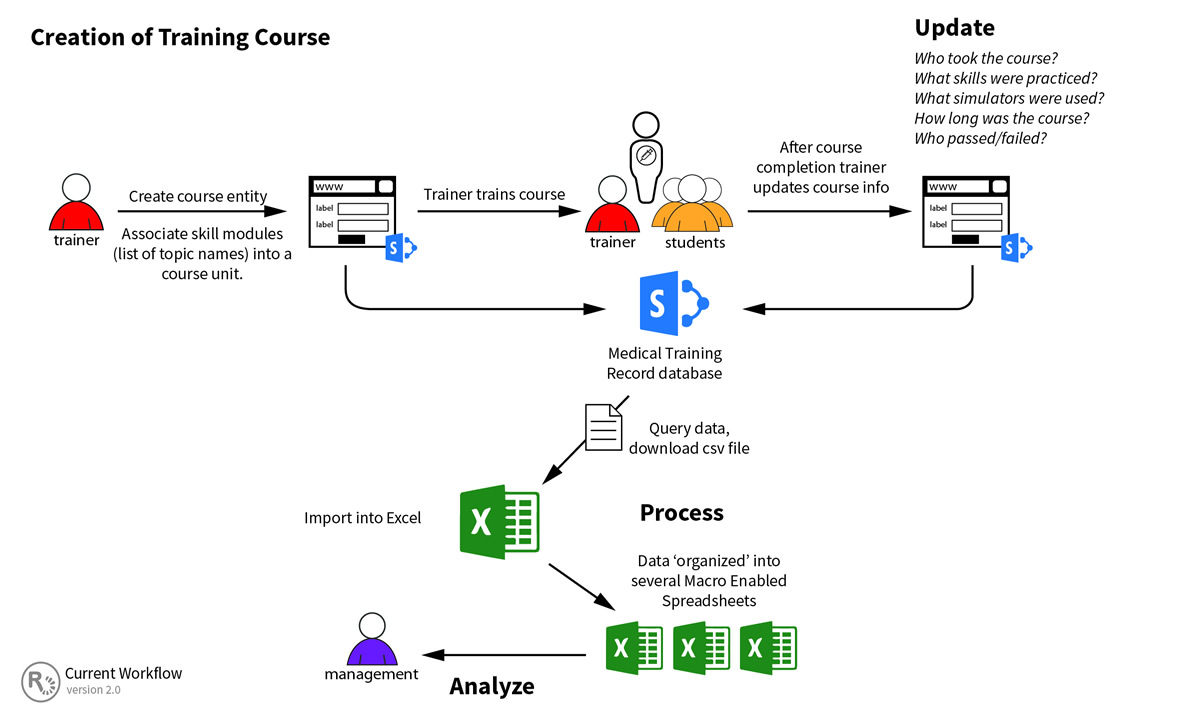 Creation of Training Course
Update
Who took the course?
What skills were practiced?
What simulators were used?
How long was the course?
Who passed/failed?
trainer
Create course entity
Associate skill modules
(list of topic names) into a
course unit.
www
label
label
S
Trainer trains course
trainer
students
After course
completion trainer
updates course info
www
label
label
S
S
Medical Training
Record database
Query data,
download csv file
Import into Excel
X
Process
Data ‘organized’ into
several Macro Enabled
Spreadsheets
X
X
X
management
Analyze
R
Current Workflow
version 2.0